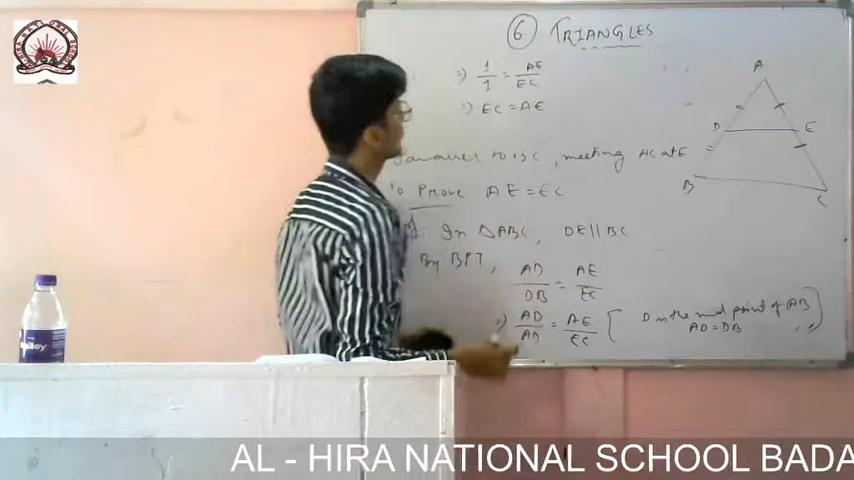 6 TRIANGLES
⇒ 1/1 = AE/EC
⇒ EC = AE
to BC, meeting AC at E
Prove AE = EC
In △ABC, DE||BC
By BPT, AD/DB = AE/EC
⇒ AD/AD = AE/EC [ D is the mid point of AB
AD = DB ]
A
D E
B C
AL - HIRA NATIONAL SCHOOL BADA